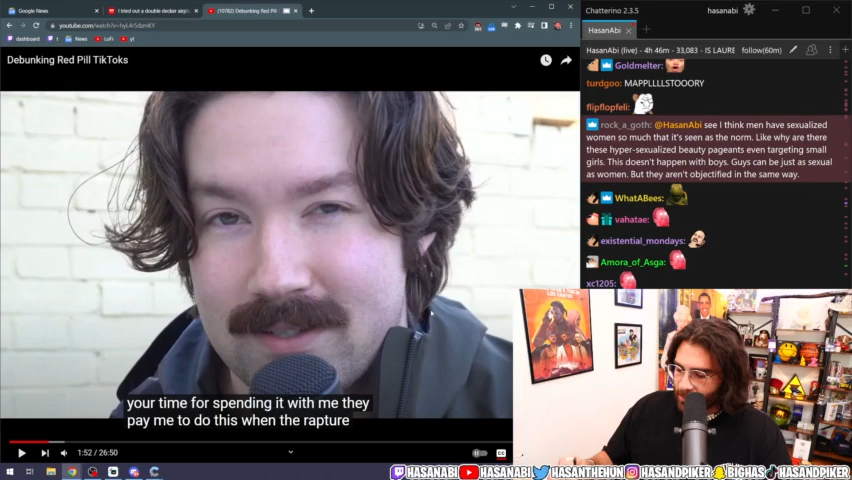 Google News
I tried out a double decker airpl
(10782) Debunking Red Pill
youtube.com/watch?v=hyL4rSdzmKY
dashboard
t
News
LoFi
yt
Debunking Red Pill TikToks
your time for spending it with me they
pay me to do this when the rapture
1:52 / 26:50
Chatterino 2.3.5
hasanabi
HasanAbi
HasanAbi (live) - 4h 46m - 33,083 - IS LAURE
follow(60m)
Goldmelter:
turdgoo: MAPPLLLLSTOOORY
flipflopfeli:
rock_a_goth: @HasanAbi see I think men have sexualized
women so much that it's seen as the norm. Like why are there
these hyper-sexualized beauty pageants even targeting small
girls. This doesn't happen with boys. Guys can be just as sexual
as women. But they aren't objectified in the same way.
WhatABees:
vahatae:
existential_mondays:
Amora_of_Asga:
xc1205:
HASANABI
HASANABI
HASANTHEHUN
HASANDPIKER
BIGHAS
HASANDPIKER